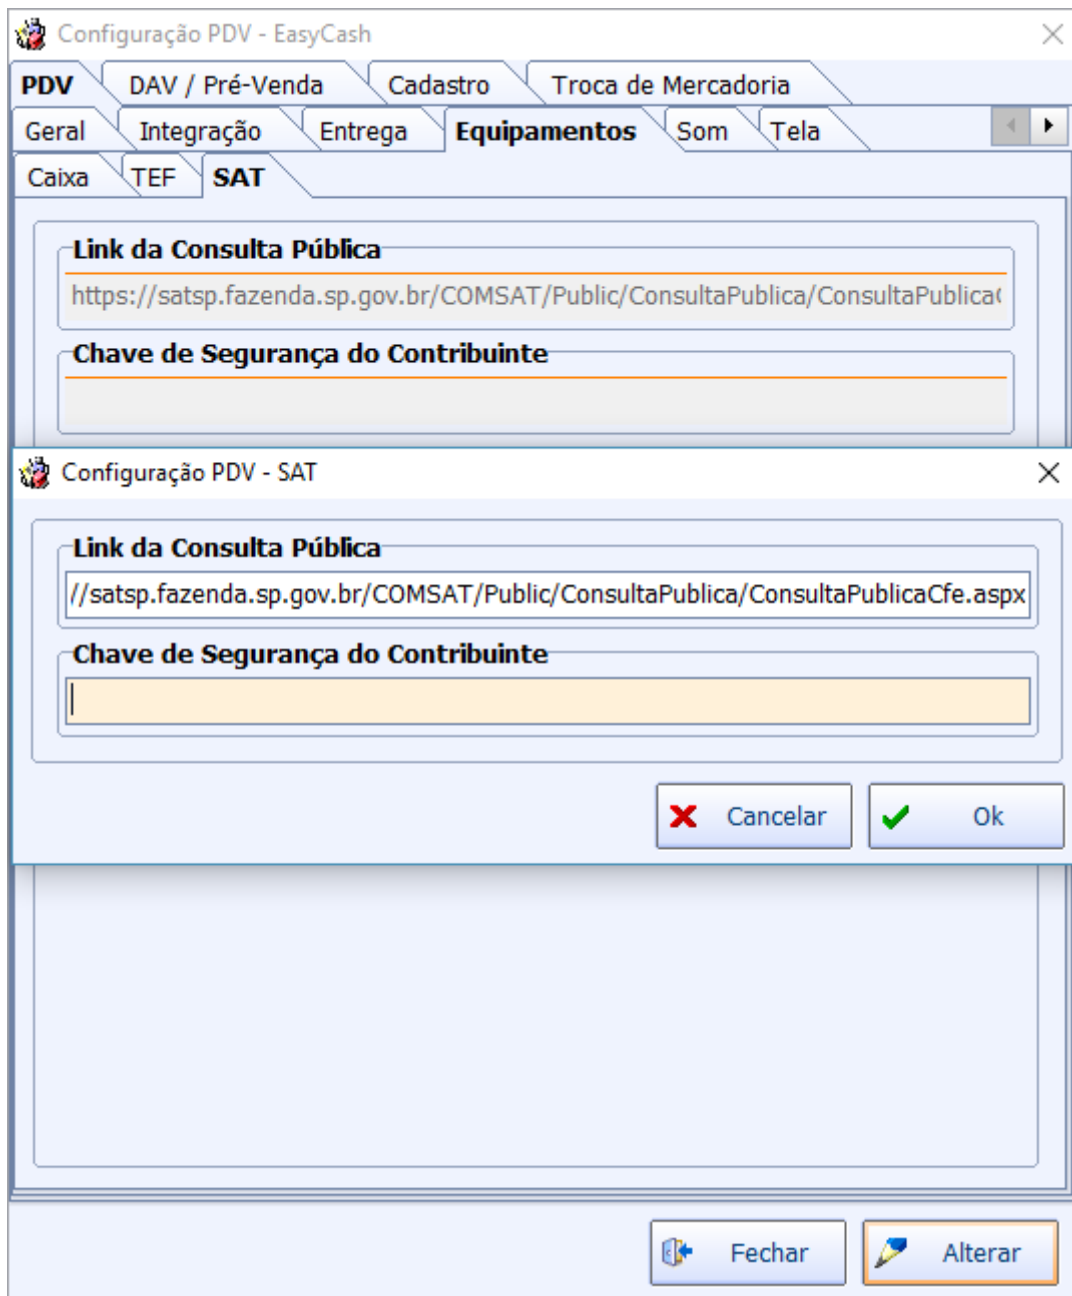 Configuração PDV - EasyCash
PDV DAV / Pré-Venda Cadastro Troca de Mercadoria
Geral Integração Entrega Equipamentos Som Tela
Caixa TEF SAT
Link da Consulta Pública
https://satsp.fazenda.sp.gov.br/COMSAT/Public/ConsultaPublica/ConsultaPublicaC
Chave de Segurança do Contribuinte
Configuração PDV - SAT
Link da Consulta Pública
//satsp.fazenda.sp.gov.br/COMSAT/Public/ConsultaPublica/ConsultaPublicaCfe.aspx
Chave de Segurança do Contribuinte
Cancelar Ok
Fechar Alterar